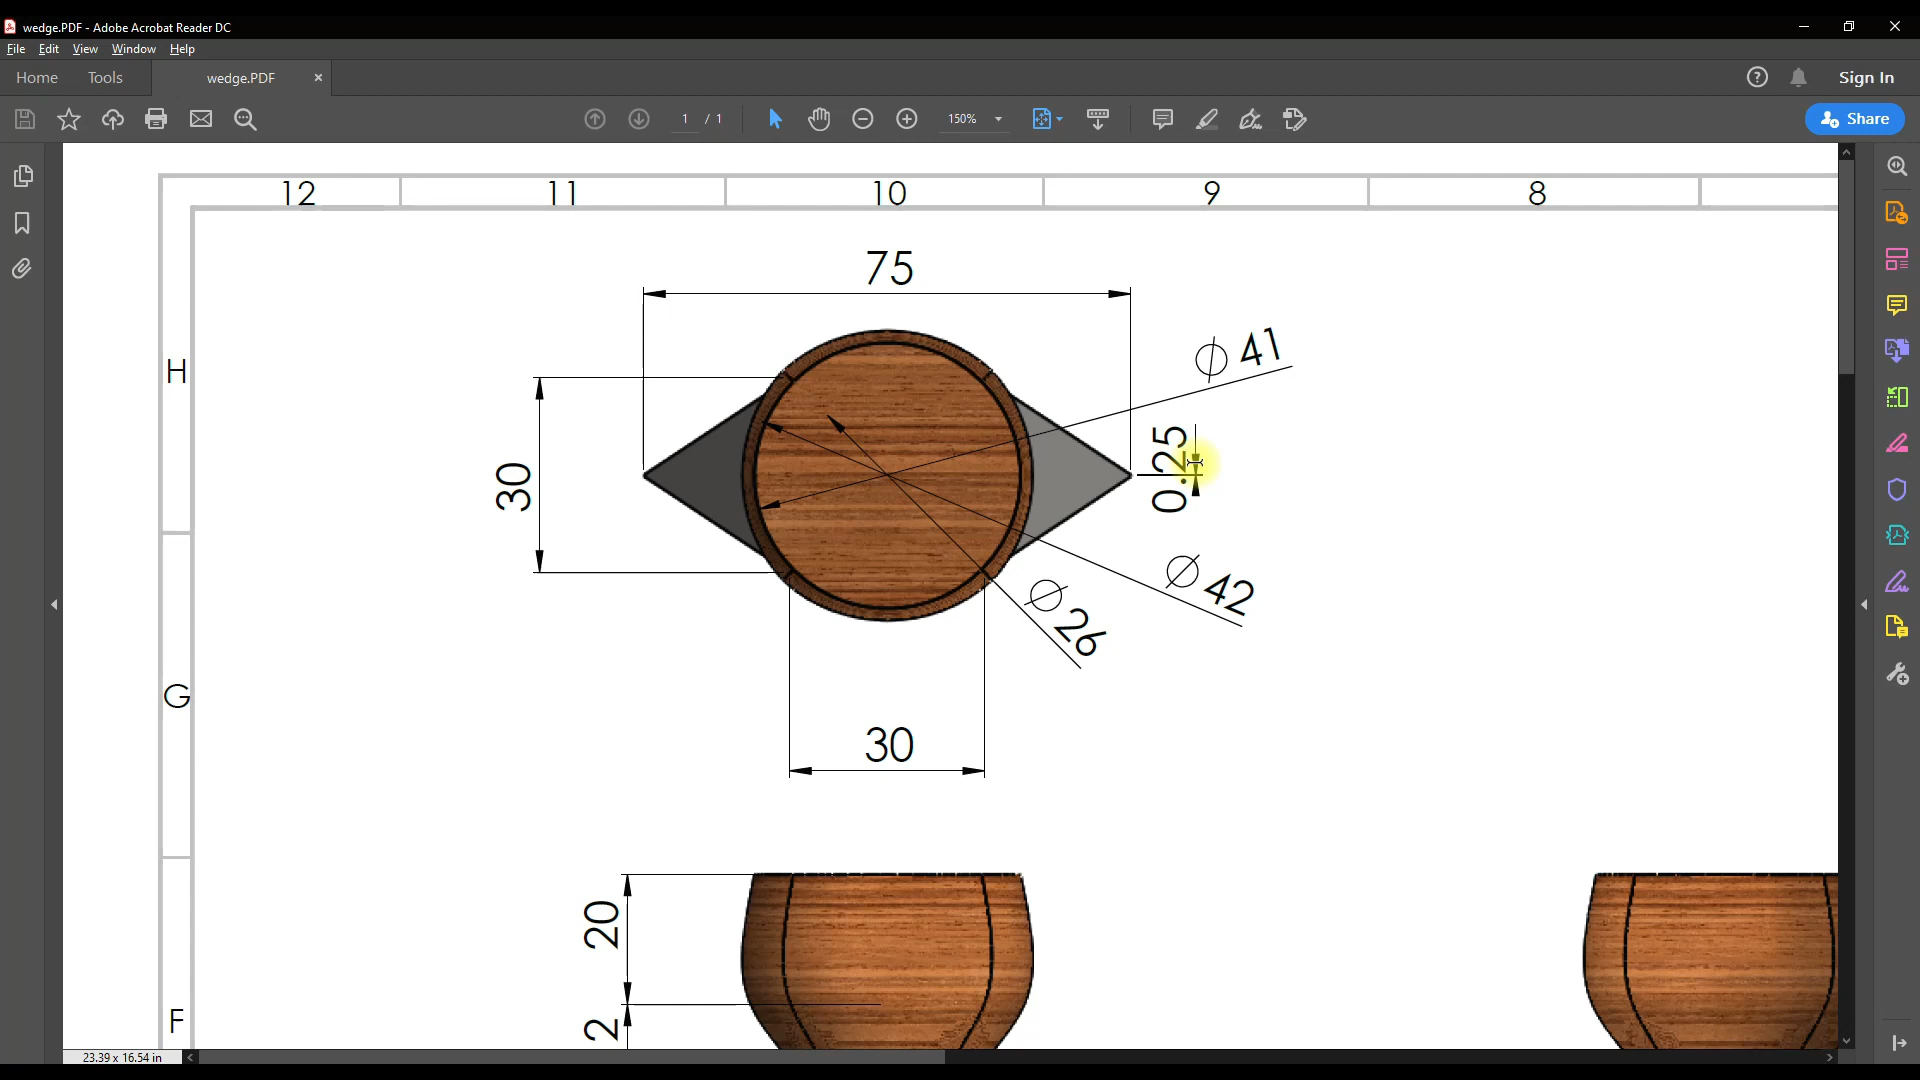 wedge.PDF - Adobe Acrobat Reader DC
File Edit View Window Help
Home Tools wedge.PDF Sign In
1 / 1 150% Share
12 11 10 9 8
75
⌀ 41
H
0.25
30
⌀ 42
⌀ 26
G
30
20
F
2
23.39 x 16.54 in